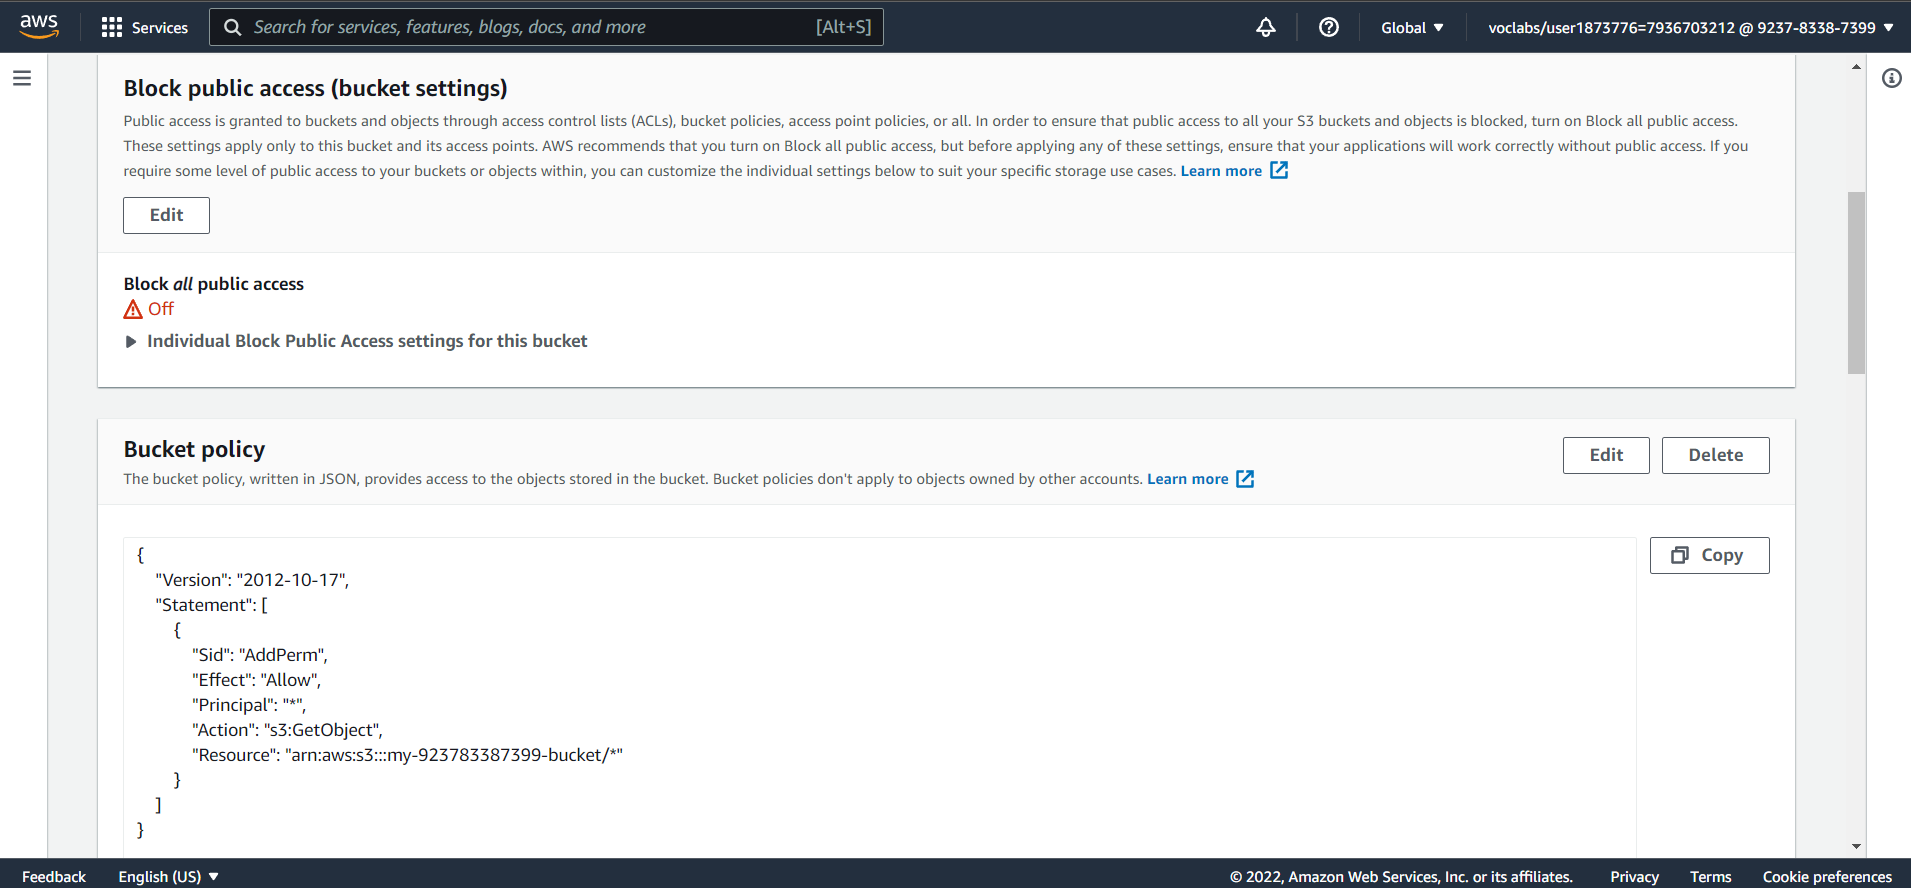 aws
Services
Search for services, features, blogs, docs, and more [Alt+S]
Global
voclabs/user1873776=7936703212 @ 9237-8338-7399
Block public access (bucket settings)
Public access is granted to buckets and objects through access control lists (ACLs), bucket policies, access point policies, or all. In order to ensure that public access to all your S3 buckets and objects is blocked, turn on Block all public access.
These settings apply only to this bucket and its access points. AWS recommends that you turn on Block all public access, but before applying any of these settings, ensure that your applications will work correctly without public access. If you
require some level of public access to your buckets or objects within, you can customize the individual settings below to suit your specific storage use cases. Learn more
Edit
Block all public access
Off
Individual Block Public Access settings for this bucket
Bucket policy
Edit
Delete
The bucket policy, written in JSON, provides access to the objects stored in the bucket. Bucket policies don't apply to objects owned by other accounts. Learn more
Copy
{
"Version": "2012-10-17",
"Statement": [
{
"Sid": "AddPerm",
"Effect": "Allow",
"Principal": "*",
"Action": "s3:GetObject",
"Resource": "arn:aws:s3:::my-923783387399-bucket/*"
}
]
}
Feedback
English (US)
© 2022, Amazon Web Services, Inc. or its affiliates.
Privacy
Terms
Cookie preferences